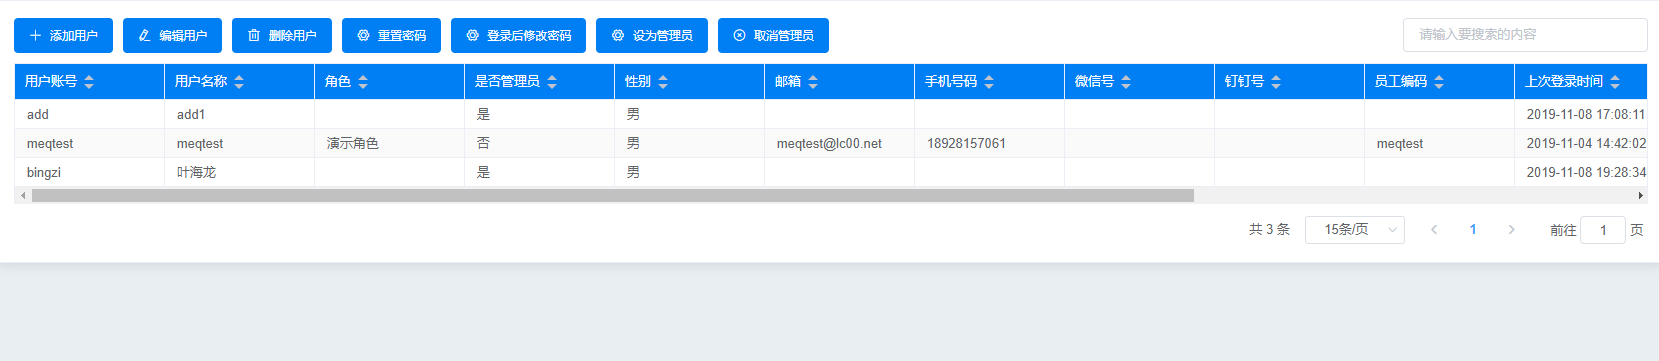 添加用户 编辑用户 删除用户 重置密码 登录后修改密码 设为管理员 取消管理员 请输入要搜索的内容
用户账号 用户名称 角色 是否管理员 性别 邮箱 手机号码 微信号 钉钉号 员工编码 上次登录时间
add add1 是 男 2019-11-08 17:08:11
meqtest meqtest 演示角色 否 男 meqtest@lc00.net 18928157061 meqtest 2019-11-04 14:42:02
bingzi 叶海龙 是 男 2019-11-08 19:28:34
共 3 条 15条/页 1 前往 1 页